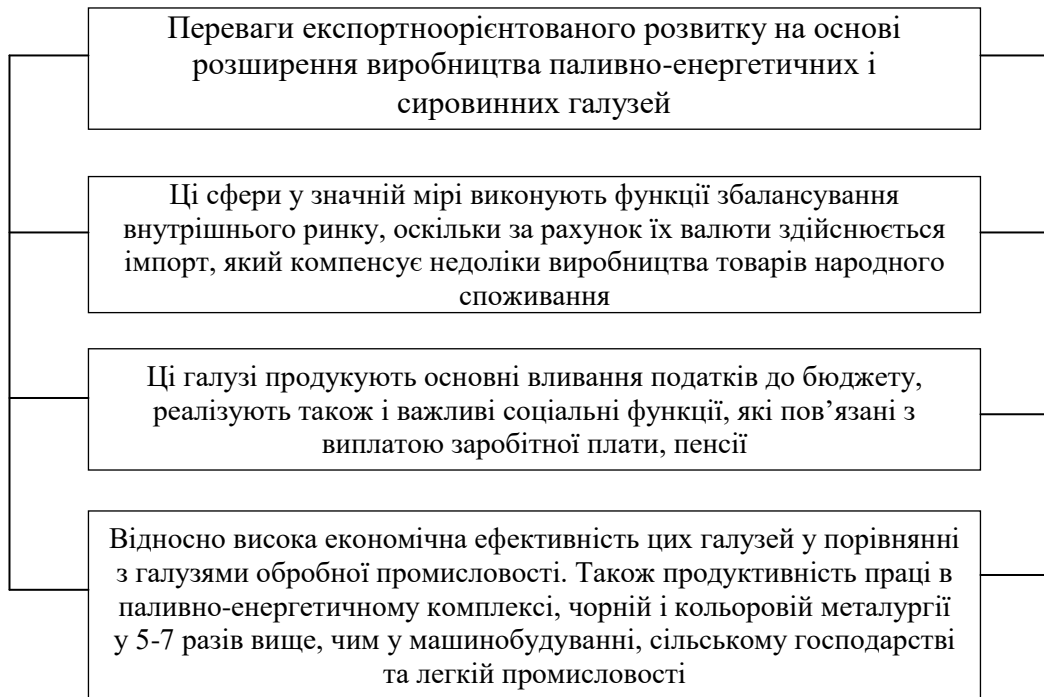 Переваги експортноорієнтованого розвитку на основі
розширення виробництва паливно-енергетичних і
сировинних галузей
Ці сфери у значній мірі виконують функції збалансування
внутрішнього ринку, оскільки за рахунок їх валюти здійснюється
імпорт, який компенсує недоліки виробництва товарів народного
споживання
Ці галузі продукують основні вливання податків до бюджету,
реалізують також і важливі соціальні функції, які пов’язані з
виплатою заробітної плати, пенсії
Відносно висока економічна ефективність цих галузей у порівнянні
з галузями обробної промисловості. Також продуктивність праці в
паливно-енергетичному комплексі, чорній і кольоровій металургії
у 5-7 разів вище, чим у машинобудуванні, сільському господарстві
та легкій промисловості